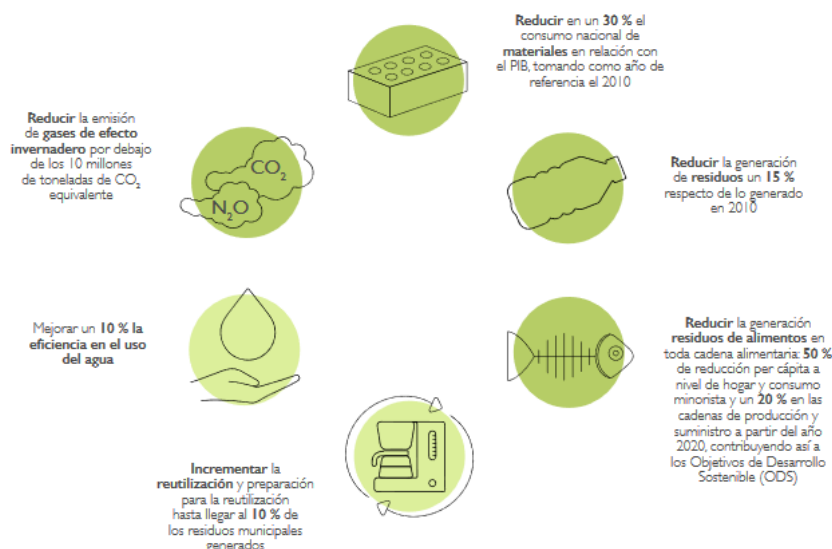 Reducir en un 30 % el
consumo nacional de
materiales en relación con
el PIB, tomando como año de
referencia el 2010
Reducir la emisión
de gases de efecto
invernadero por debajo
de los 10 millones
de toneladas de CO₂
equivalente
CO₂
N₂O
Reducir la generación
de residuos un 15 %
respecto de lo generado
en 2010
Mejorar un 10 % la
eficiencia en el uso
del agua
Reducir la generación
residuos de alimentos en
toda cadena alimentaria: 50 %
de reducción per cápita a
nivel de hogar y consumo
minorista y un 20 % en las
cadenas de producción y
suministro a partir del año
2020, contribuyendo así a
los Objetivos de Desarrollo
Sostenible (ODS)
Incrementar la
reutilización y preparación
para la reutilización
hasta llegar al 10 % de
los residuos municipales
generados